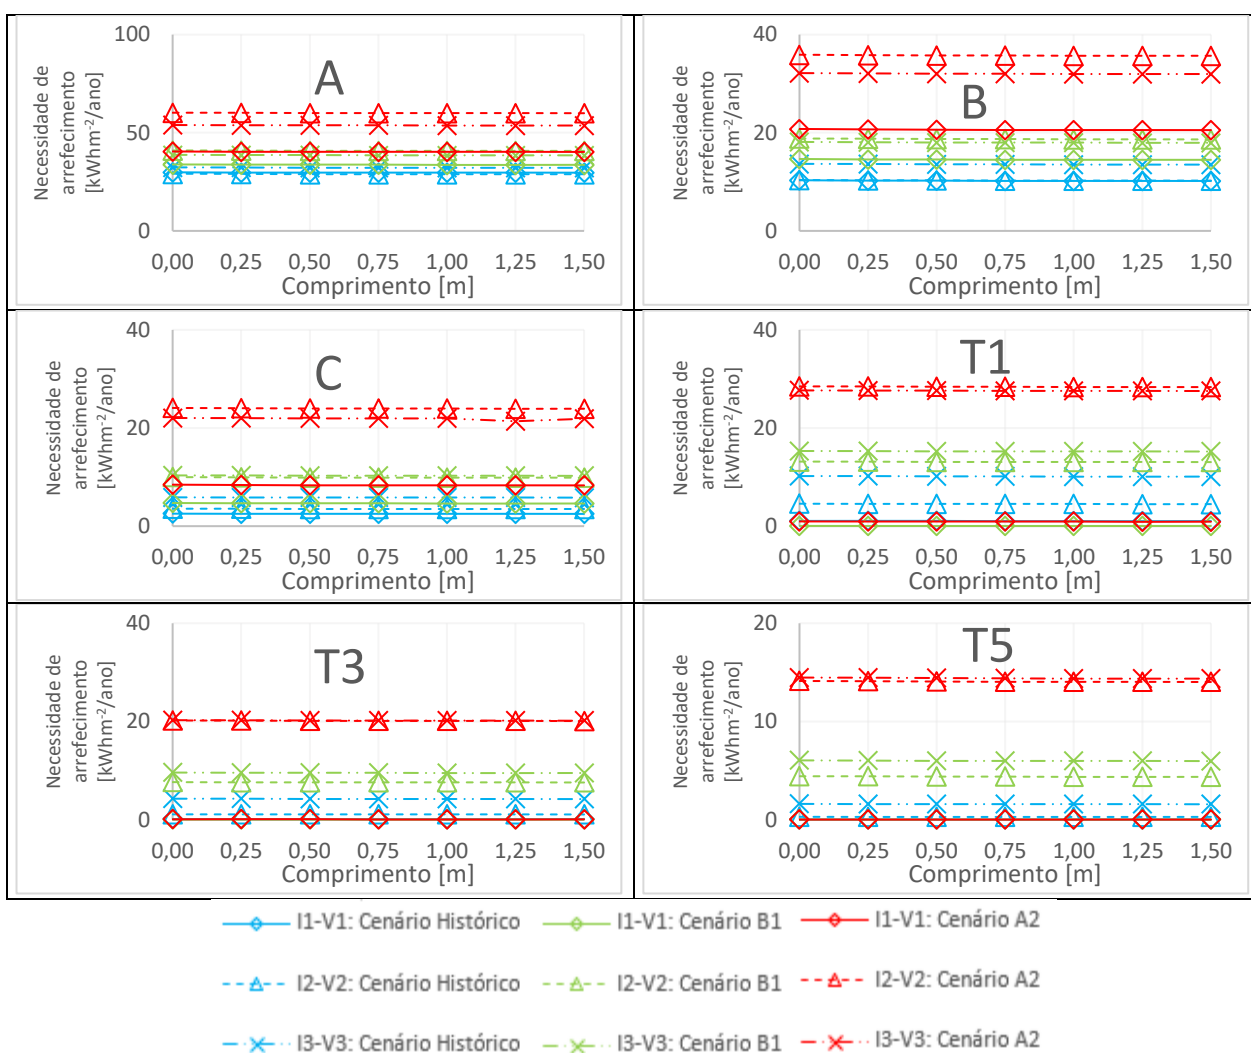 Necessidade de
arrefecimento
[kWhm-2/ano]
100
50
0
A
0,00 0,25 0,50 0,75 1,00 1,25 1,50
Comprimento [m]
Necessidade de
arrefecimento
[kWhm-2/ano]
40
20
0
B
0,00 0,25 0,50 0,75 1,00 1,25 1,50
Comprimento [m]
Necessidade de
arrefecimento
[kWhm-2/ano]
40
20
0
C
0,00 0,25 0,50 0,75 1,00 1,25 1,50
Comprimento [m]
Necessidade de
arrefecimento
[kWhm-2/ano]
40
20
0
T1
0,00 0,25 0,50 0,75 1,00 1,25 1,50
Comprimento [m]
Necessidade de
arrefecimento
[kWhm-2/ano]
40
20
0
T3
0,00 0,25 0,50 0,75 1,00 1,25 1,50
Comprimento [m]
Necessidade de
arrefecimento
[kWhm-2/ano]
20
10
0
T5
0,00 0,25 0,50 0,75 1,00 1,25 1,50
Comprimento [m]
I1-V1: Cenário Histórico I1-V1: Cenário B1 I1-V1: Cenário A2
I2-V2: Cenário Histórico I2-V2: Cenário B1 I2-V2: Cenário A2
I3-V3: Cenário Histórico I3-V3: Cenário B1 I3-V3: Cenário A2